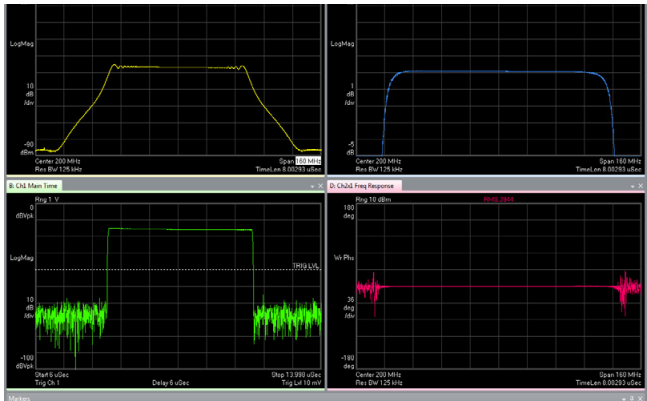 LogMag
10
dB
/div
-90
dBm
Center 200 MHz
Span 160 MHz
Res BW 125 kHz
TimeLen 8.00293 uSec
LogMag
1
dB
/div
-5
dB
Center 200 MHz
Span 160 MHz
Res BW 125 kHz
TimeLen 8.00293 uSec
B: Ch1 Main Time
Rng 1 V
0
dBVpk
LogMag
TRIG LVL
10
dB
/div
-100
dBVpk
Start 6 uSec
Stop 13.998 uSec
Trig Ch 1
Delay 6 uSec
Trig Lvl 10 mV
D: Ch2x1 Freq Response
Rng 10 dBm
180
deg
Wr Phs
36
deg
/div
-180
deg
Center 200 MHz
Span 160 MHz
Res BW 125 kHz
TimeLen 8.00293 uSec
Markers